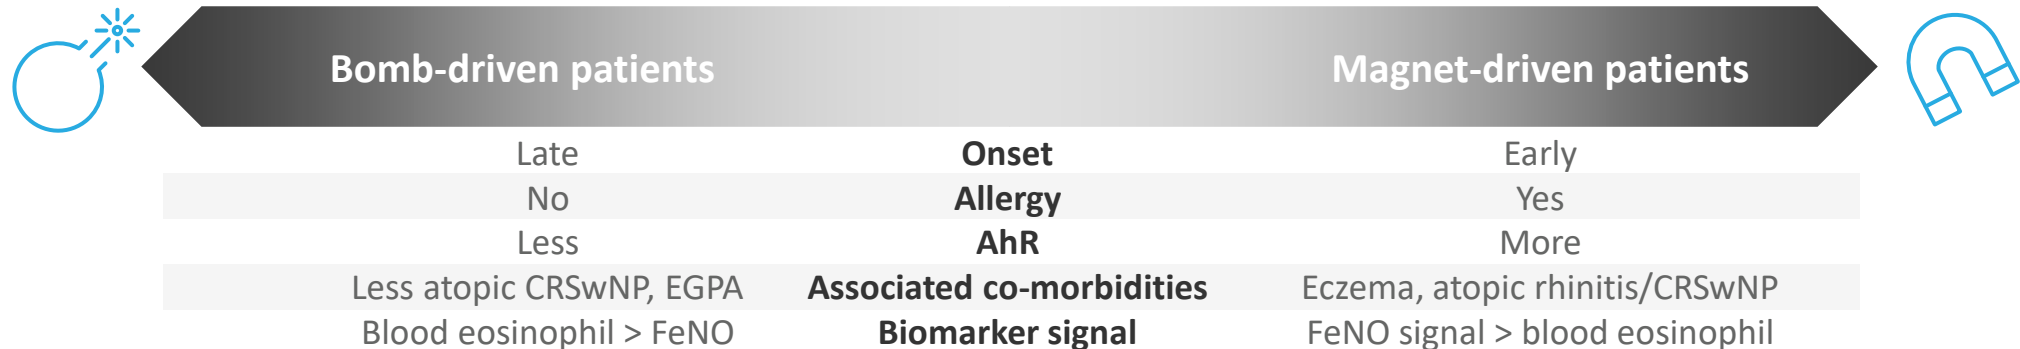 Bomb-driven patients Magnet-driven patients
Late Onset Early
No Allergy Yes
Less AhR More
Less atopic CRSwNP, EGPA Associated co-morbidities Eczema, atopic rhinitis/CRSwNP
Blood eosinophil > FeNO Biomarker signal FeNO signal > blood eosinophil